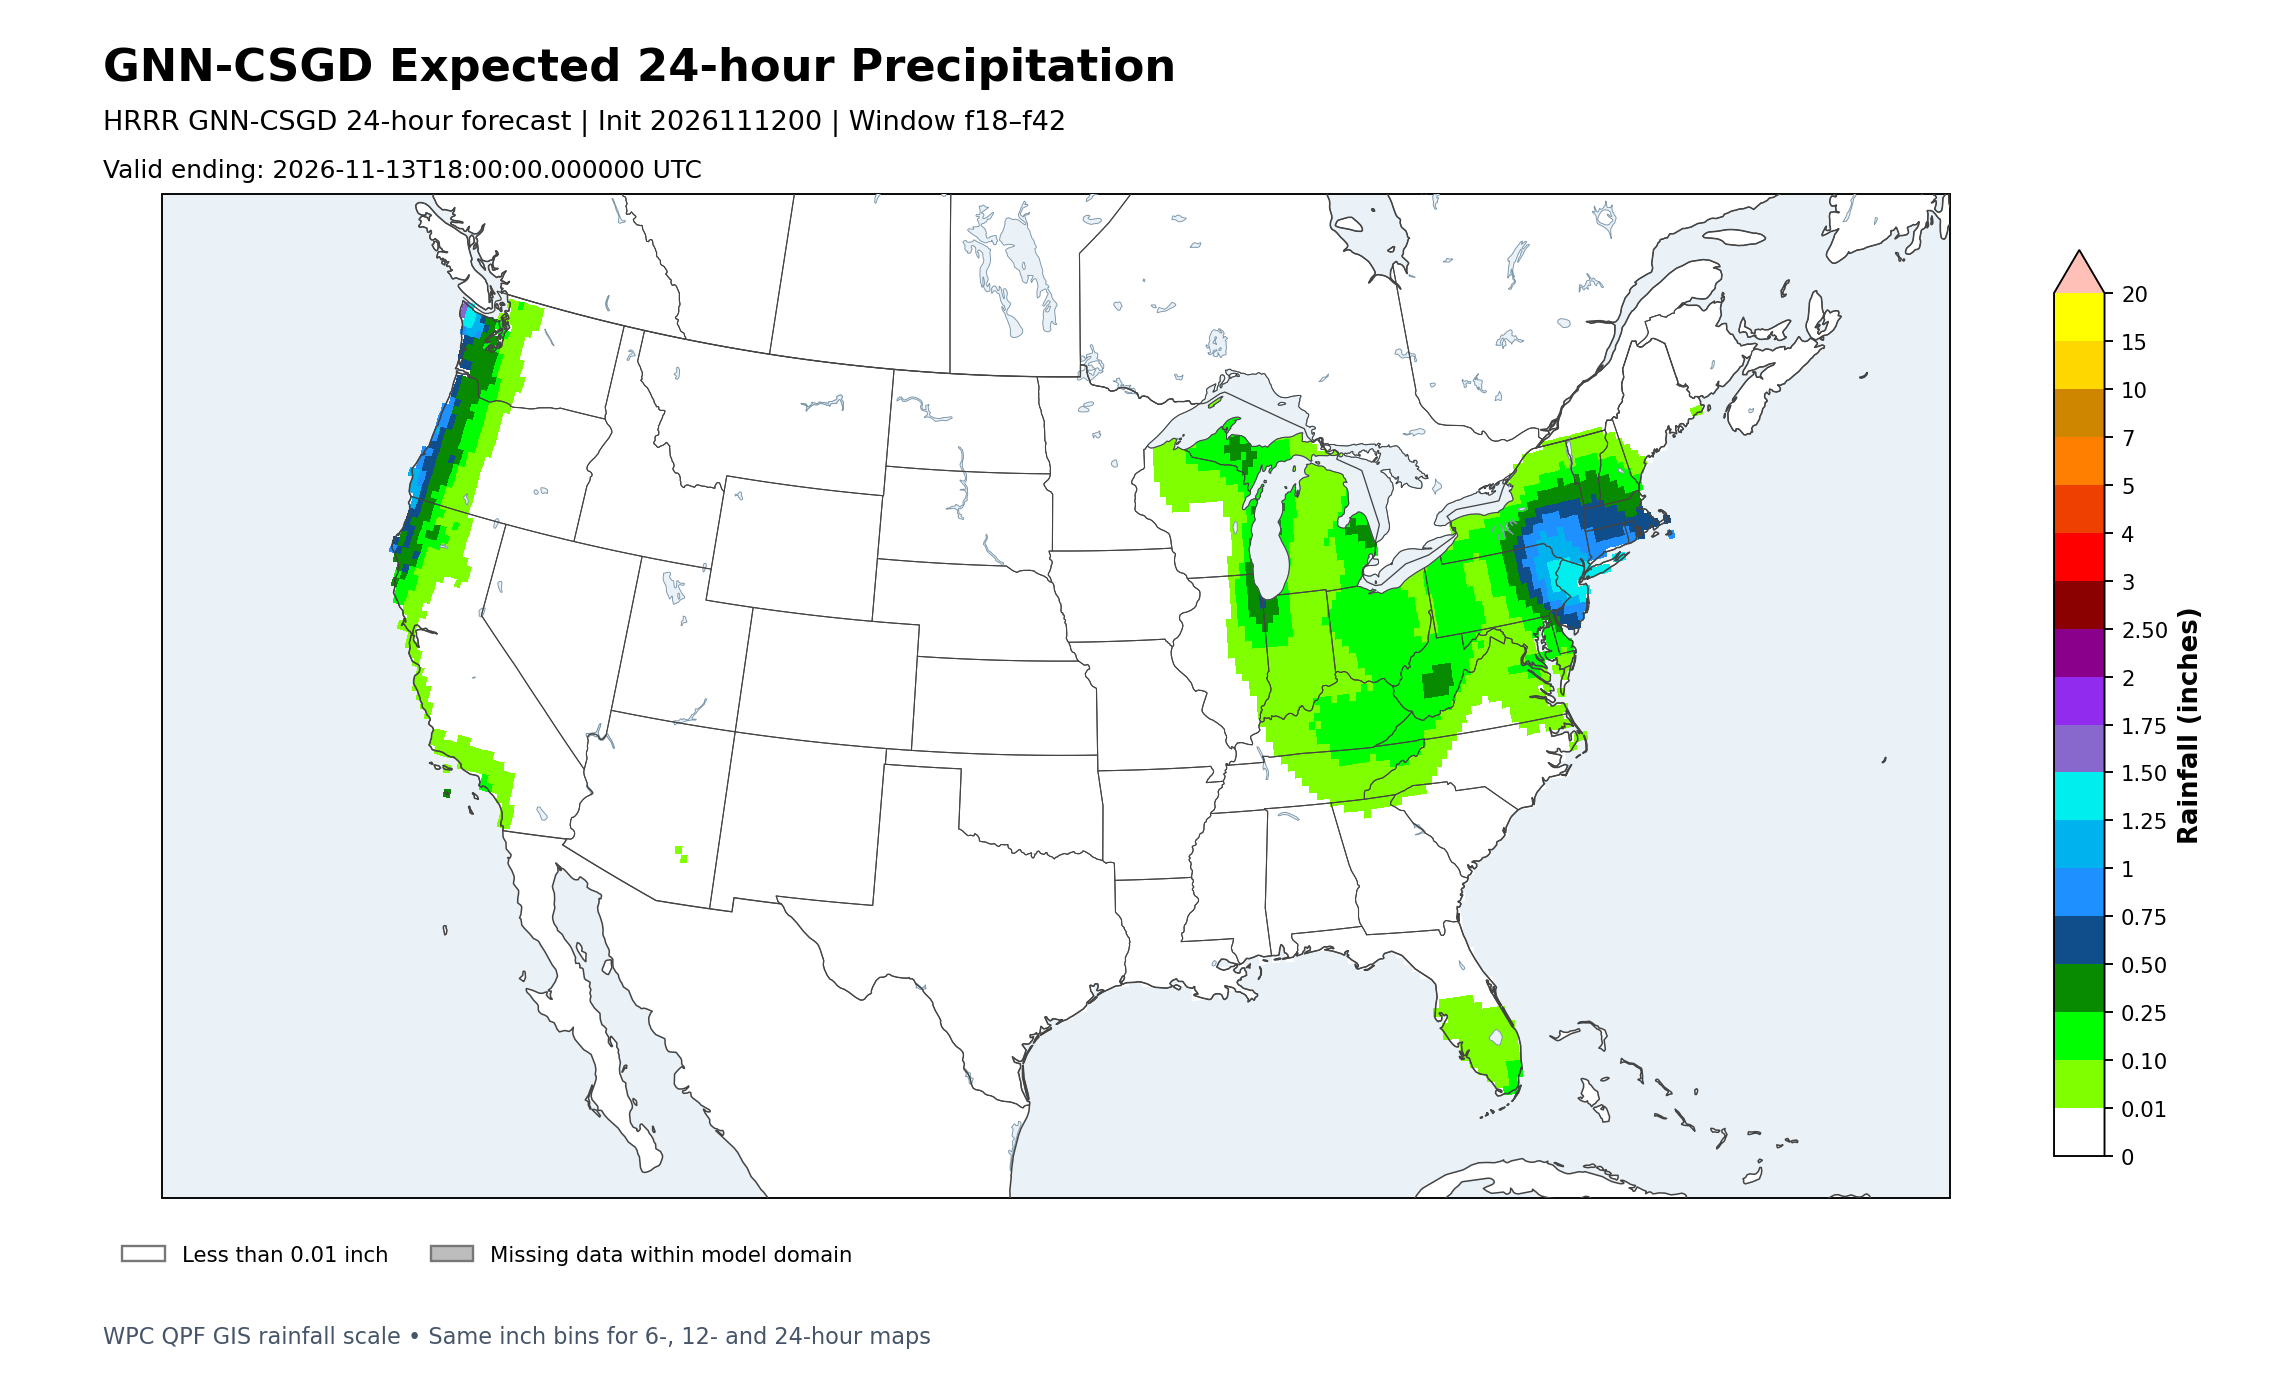 GNN-CSGD Expected 24-hour Precipitation
HRRR GNN-CSGD 24-hour forecast | Init 2026111200 | Window f18–f42
Valid ending: 2026-11-13T18:00:00.000000 UTC
20
15
10
7
5
4
3
2.50
2
1.75
1.50
1.25
1
0.75
0.50
0.25
0.10
0.01
0
Rainfall (inches)
Less than 0.01 inch
Missing data within model domain
WPC QPF GIS rainfall scale • Same inch bins for 6-, 12- and 24-hour maps